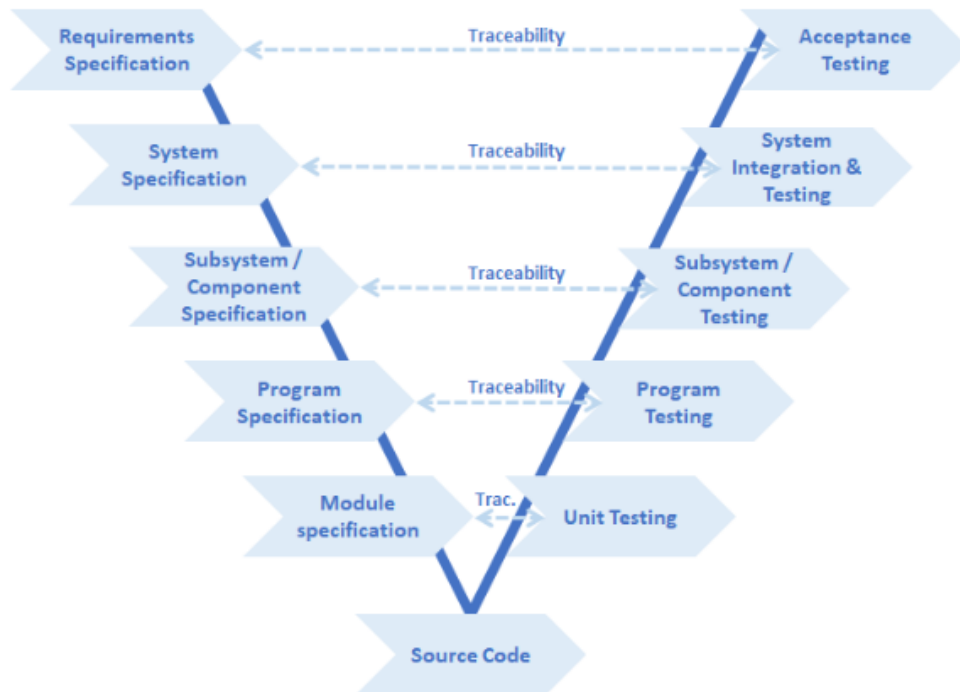 Requirements
Specification
Traceability
Acceptance
Testing
System
Specification
Traceability
System
Integration &
Testing
Subsystem /
Component
Specification
Traceability
Subsystem /
Component
Testing
Program
Specification
Traceability
Program
Testing
Module
specification
Trac.
Unit Testing
Source Code